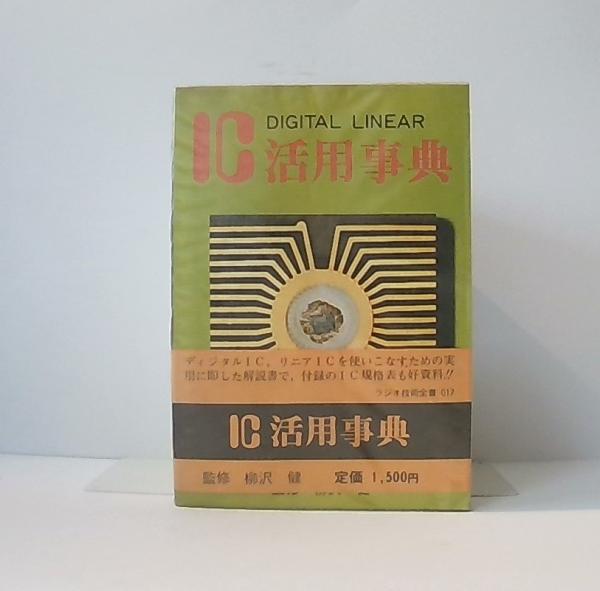 IC DIGITAL LINEAR
活用事典
ディジタルIC，リニアICを使いこなすための実
用に即した解説書で，付録のIC規格表も好資料!!
ラジオ技術全書 017
IC 活用事典
監修 柳沢 健 定価 1,500円